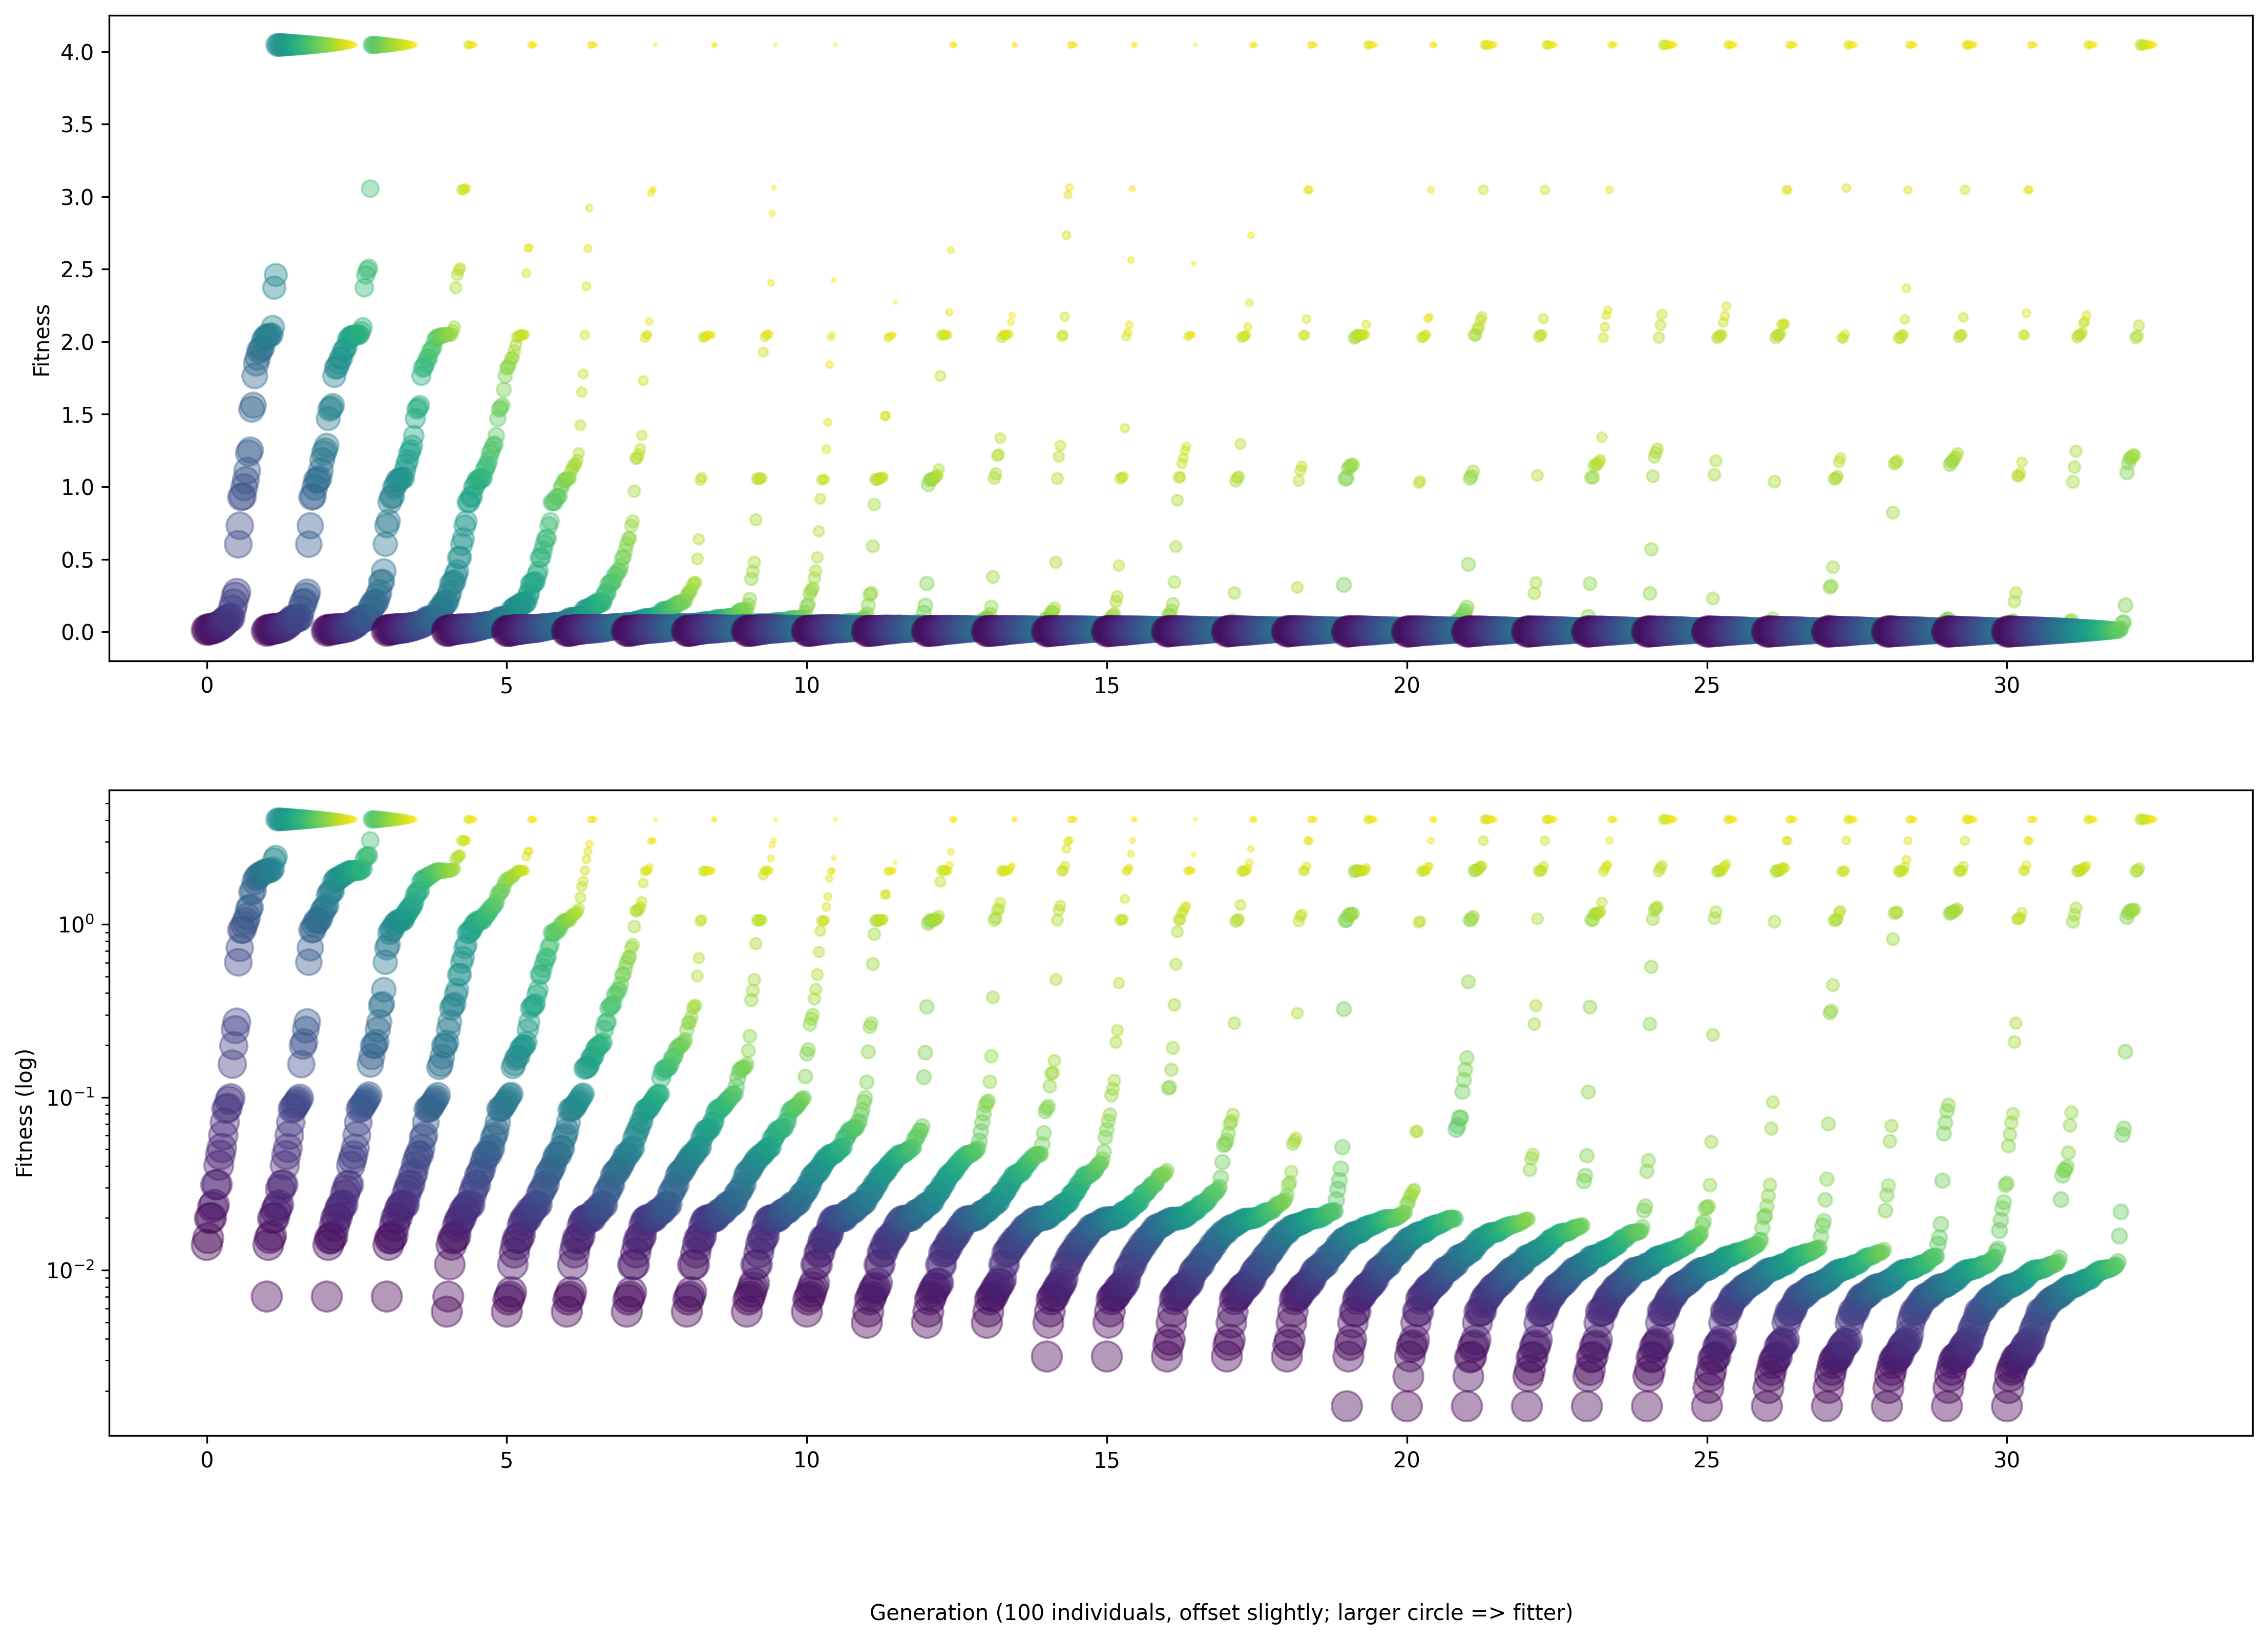 4.0
3.5
3.0
2.5
2.0
1.5
1.0
0.5
0.0
Fitness
0 5 10 15 20 25 30
10⁰
10⁻¹
10⁻²
Fitness (log)
0 5 10 15 20 25 30
Generation (100 individuals, offset slightly; larger circle => fitter)